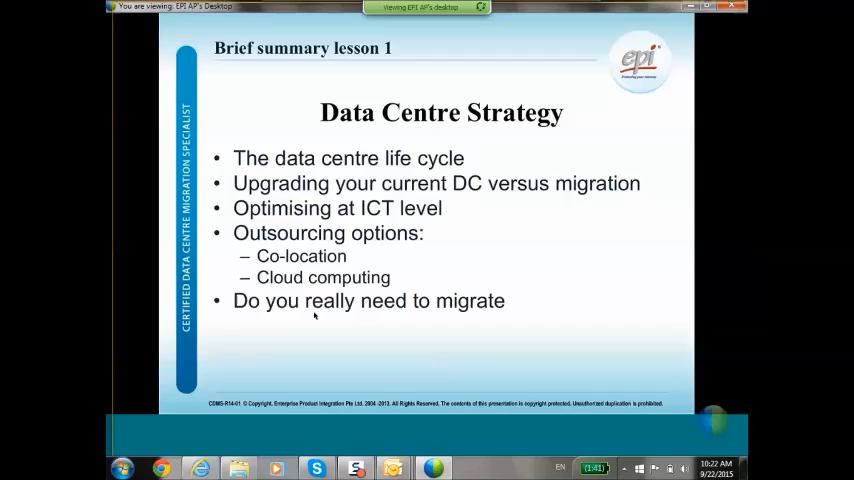 You are viewing: EPI AP's Desktop
Viewing EPI AP's desktop
Brief summary lesson 1
epi
Data Centre Strategy
CERTIFIED DATA CENTRE MIGRATION SPECIALIST
• The data centre life cycle
• Upgrading your current DC versus migration
• Optimising at ICT level
• Outsourcing options:
– Co-location
– Cloud computing
• Do you really need to migrate
CDMS-R14-01 © Copyright, Enterprise Product Integration Pte Ltd. 2004 -2013. All Rights Reserved. The contents of this presentation is copyright protected. Unauthorized duplication is prohibited.
EN
(1:41)
10:22 AM
9/22/2015